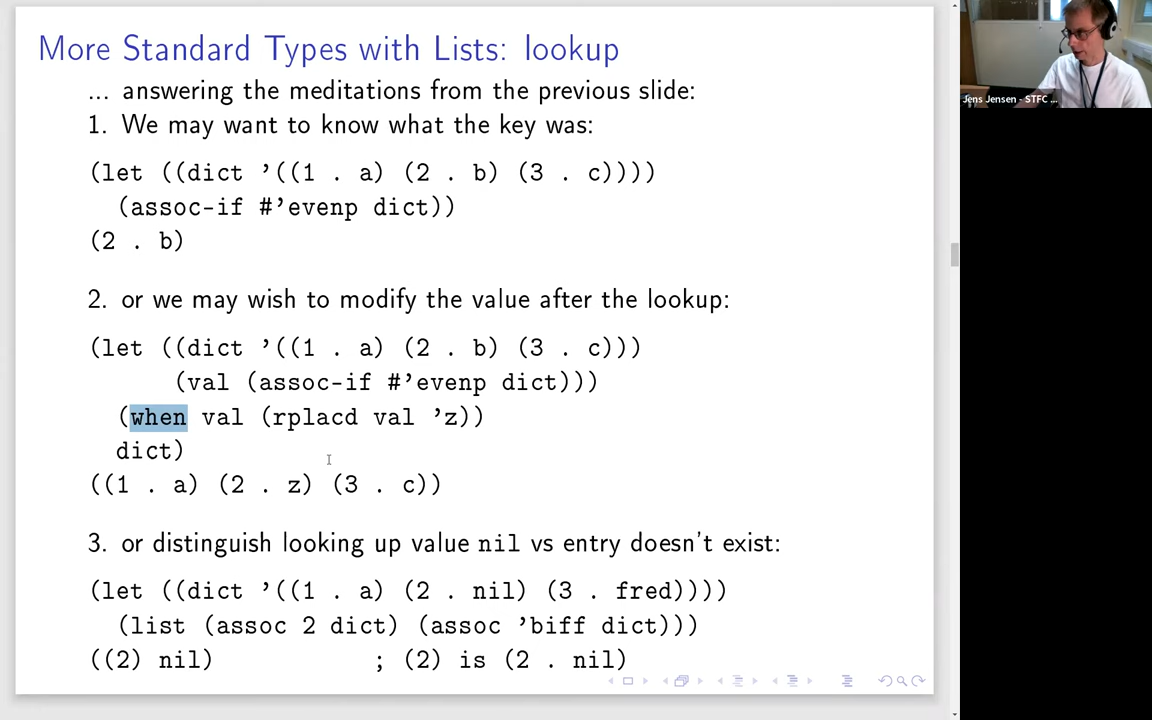 More Standard Types with Lists: lookup
... answering the meditations from the previous slide:
1. We may want to know what the key was:
(let ((dict ’((1 . a) (2 . b) (3 . c))))
(assoc-if #’evenp dict))
(2 . b)
2. or we may wish to modify the value after the lookup:
(let ((dict ’((1 . a) (2 . b) (3 . c)))
(val (assoc-if #’evenp dict)))
(when val (rplacd val ’z))
dict)
((1 . a) (2 . z) (3 . c))
3. or distinguish looking up value nil vs entry doesn't exist:
(let ((dict ’((1 . a) (2 . nil) (3 . fred))))
(list (assoc 2 dict) (assoc ’biff dict)))
((2) nil) ; (2) is (2 . nil)
Jens Jensen - STFC ...